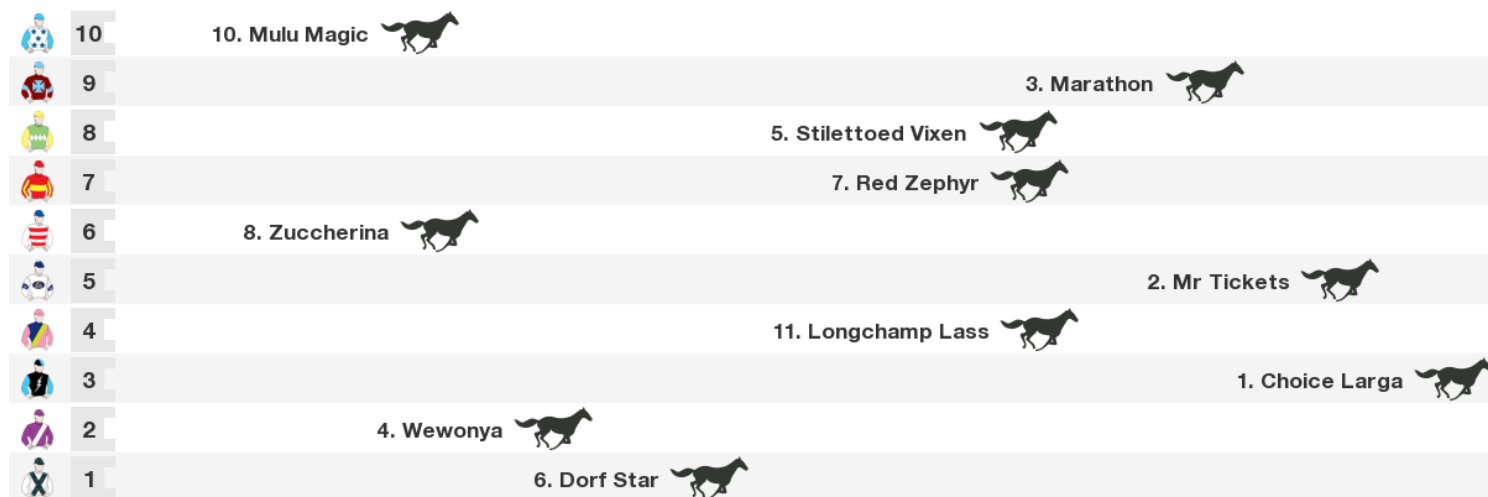 10 10. Mulu Magic
9 3. Marathon
8 5. Stilettoed Vixen
7 7. Red Zephyr
6 8. Zuccherina
5 2. Mr Tickets
4 11. Longchamp Lass
3 1. Choice Larga
2 4. Wewonya
1 6. Dorf Star